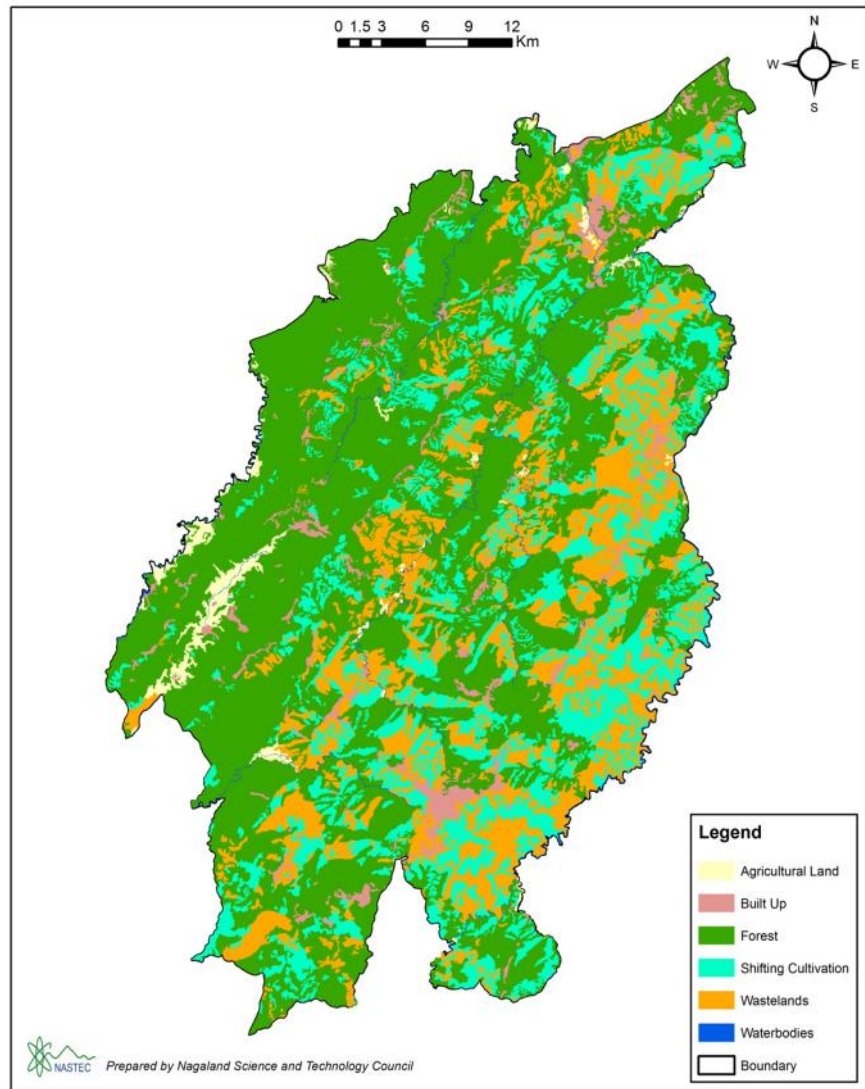 0 1.5 3 6 9 12
Km
N
W E
S
Legend
Agricultural Land
Built Up
Forest
Shifting Cultivation
Wastelands
Waterbodies
Boundary
NASTEC
Prepared by Nagaland Science and Technology Council